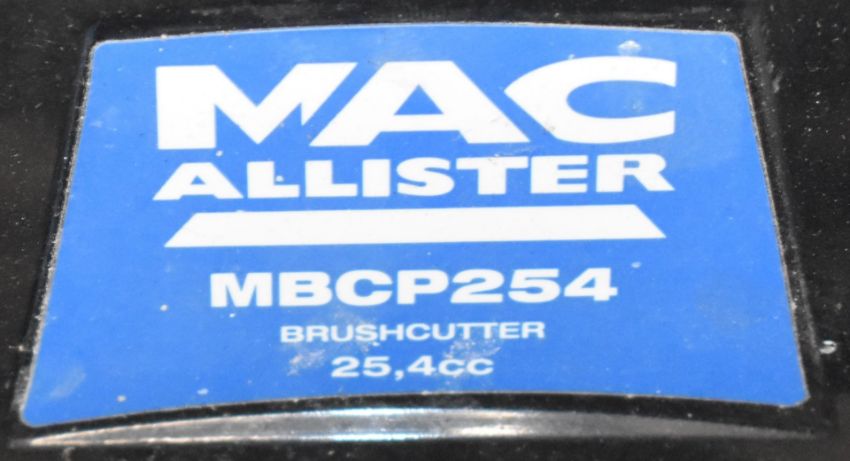 MAC
ALLISTER
MBCP254
BRUSHCUTTER
25,4cc